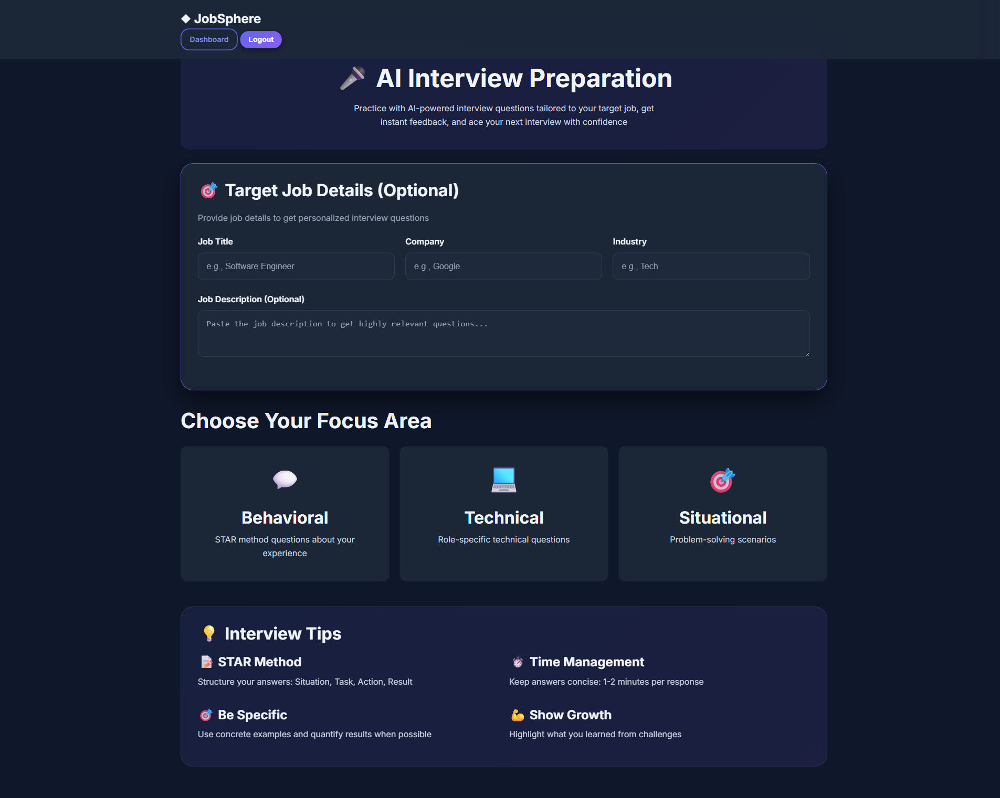 JobSphere
Dashboard Logout
AI Interview Preparation
Practice with AI-powered interview questions tailored to your target job, get
instant feedback, and ace your next interview with confidence
Target Job Details (Optional)
Provide job details to get personalized interview questions
Job Title
e.g., Software Engineer
Company
e.g., Google
Industry
e.g., Tech
Job Description (Optional)
Paste the job description to get highly relevant questions...
Choose Your Focus Area
Behavioral
STAR method questions about your
experience
Technical
Role-specific technical questions
Situational
Problem-solving scenarios
Interview Tips
STAR Method
Structure your answers: Situation, Task, Action, Result
Time Management
Keep answers concise: 1-2 minutes per response
Be Specific
Use concrete examples and quantify results when possible
Show Growth
Highlight what you learned from challenges